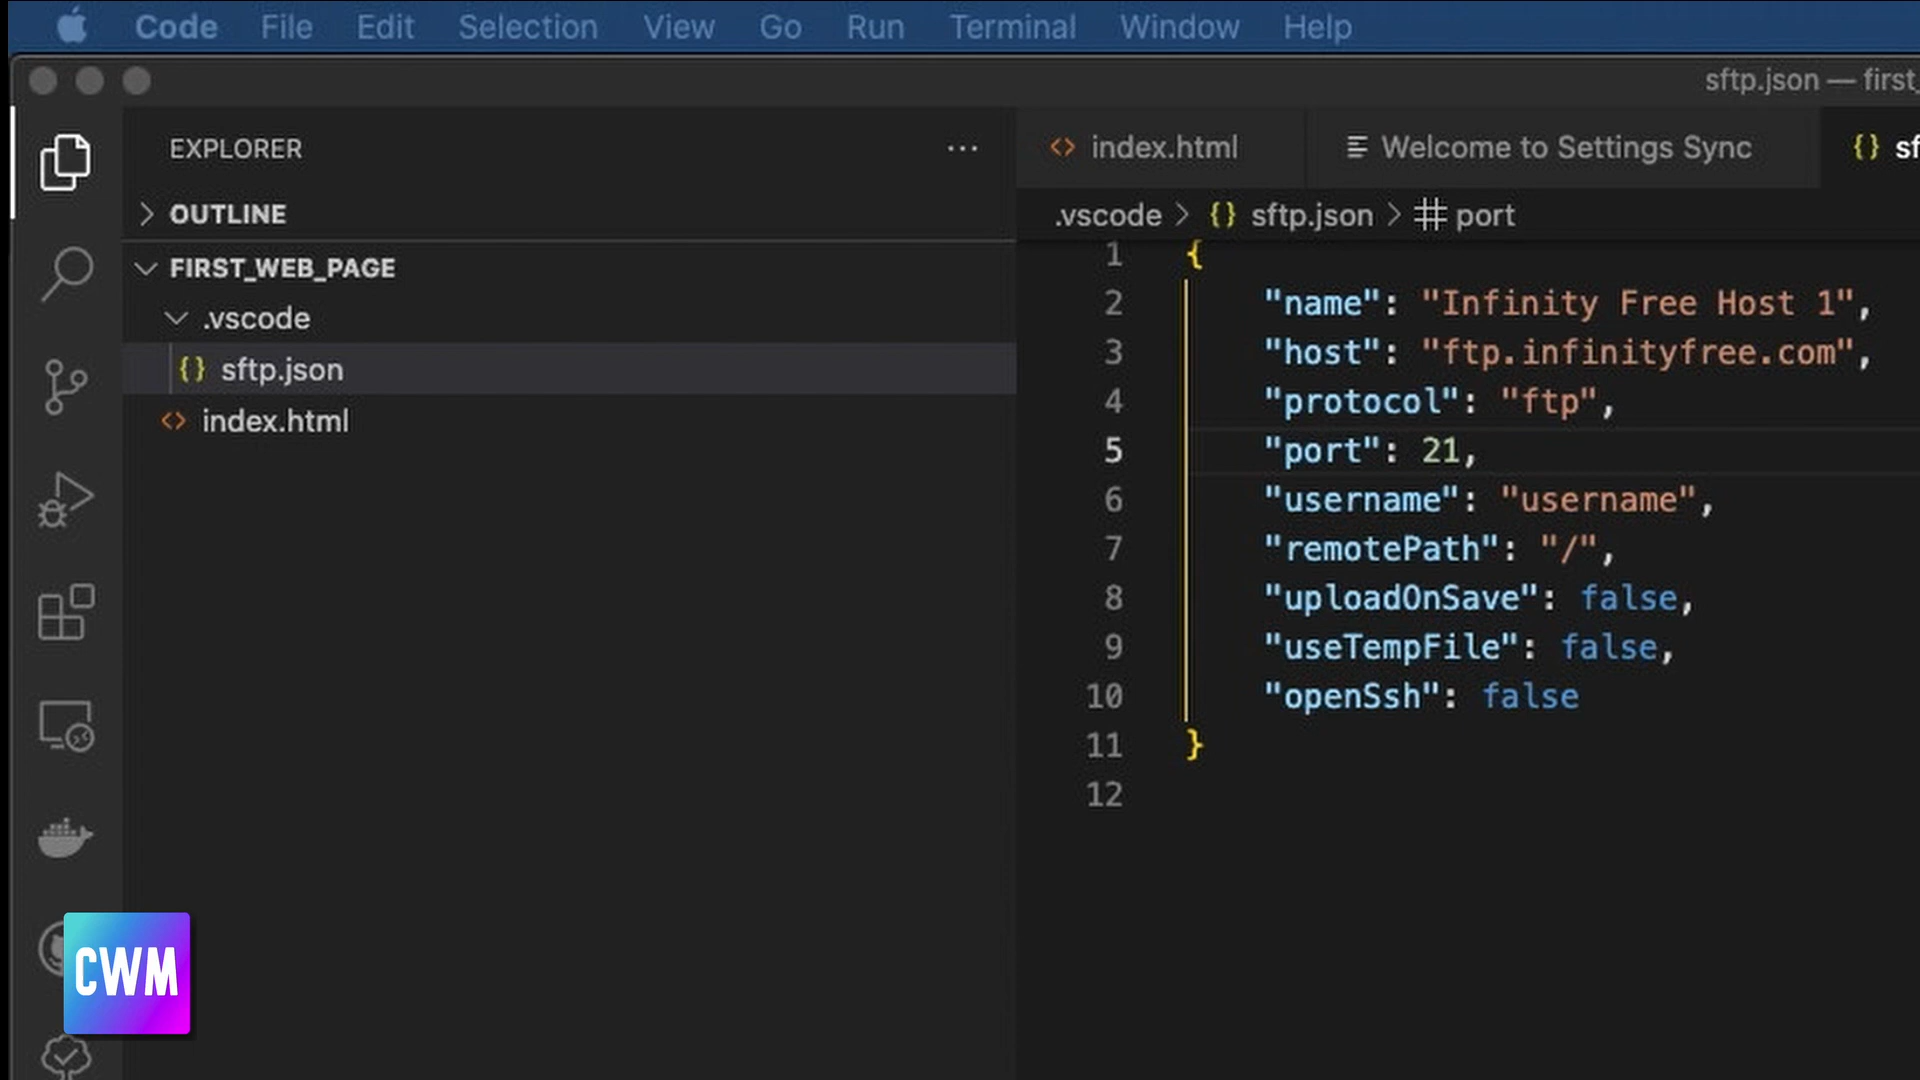 Code File Edit Selection View Go Run Terminal Window Help
sftp.json — first_
EXPLORER ···
index.html Welcome to Settings Sync {} sf
OUTLINE
.vscode > {} sftp.json > # port
FIRST_WEB_PAGE
.vscode
{} sftp.json
<> index.html
1 {
2 "name": "Infinity Free Host 1",
3 "host": "ftp.infinityfree.com",
4 "protocol": "ftp",
5 "port": 21,
6 "username": "username",
7 "remotePath": "/",
8 "uploadOnSave": false,
9 "useTempFile": false,
10 "openSsh": false
11 }
12
CWM